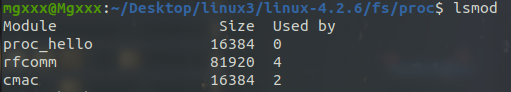 mgxxx@Mgxxx:~/Desktop/linux3/linux-4.2.6/fs/proc$ lsmod
Module                  Size  Used by
proc_hello             16384  0
rfcomm                 81920  4
cmac                   16384  2